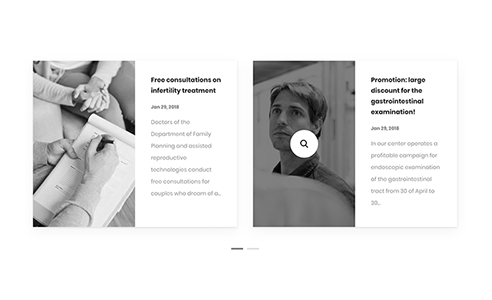 Free consultations on
infertility treatment
Jan 29, 2018
Doctors of the
Department of Family
Planning and assisted
reproductive
technologies conduct
free consultations for
couples who dream of a...
Promotion: large
discount for the
gastrointestinal
examination!
Jan 29, 2018
In our center operates a
profitable campaign for
endoscopic examination
of the gastrointestinal
tract from 30 of April to
30...